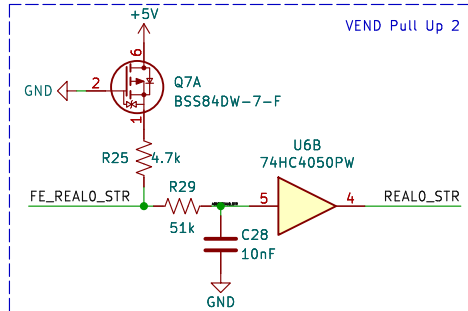 +5V
VEND Pull Up 2
6
Q7A
BSS84DW-7-F
GND
2
1
R25
4.7k
U6B
74HC4050PW
FE_REAL0_STR
R29
51k
5
4
REAL0_STR
C28
10nF
GND